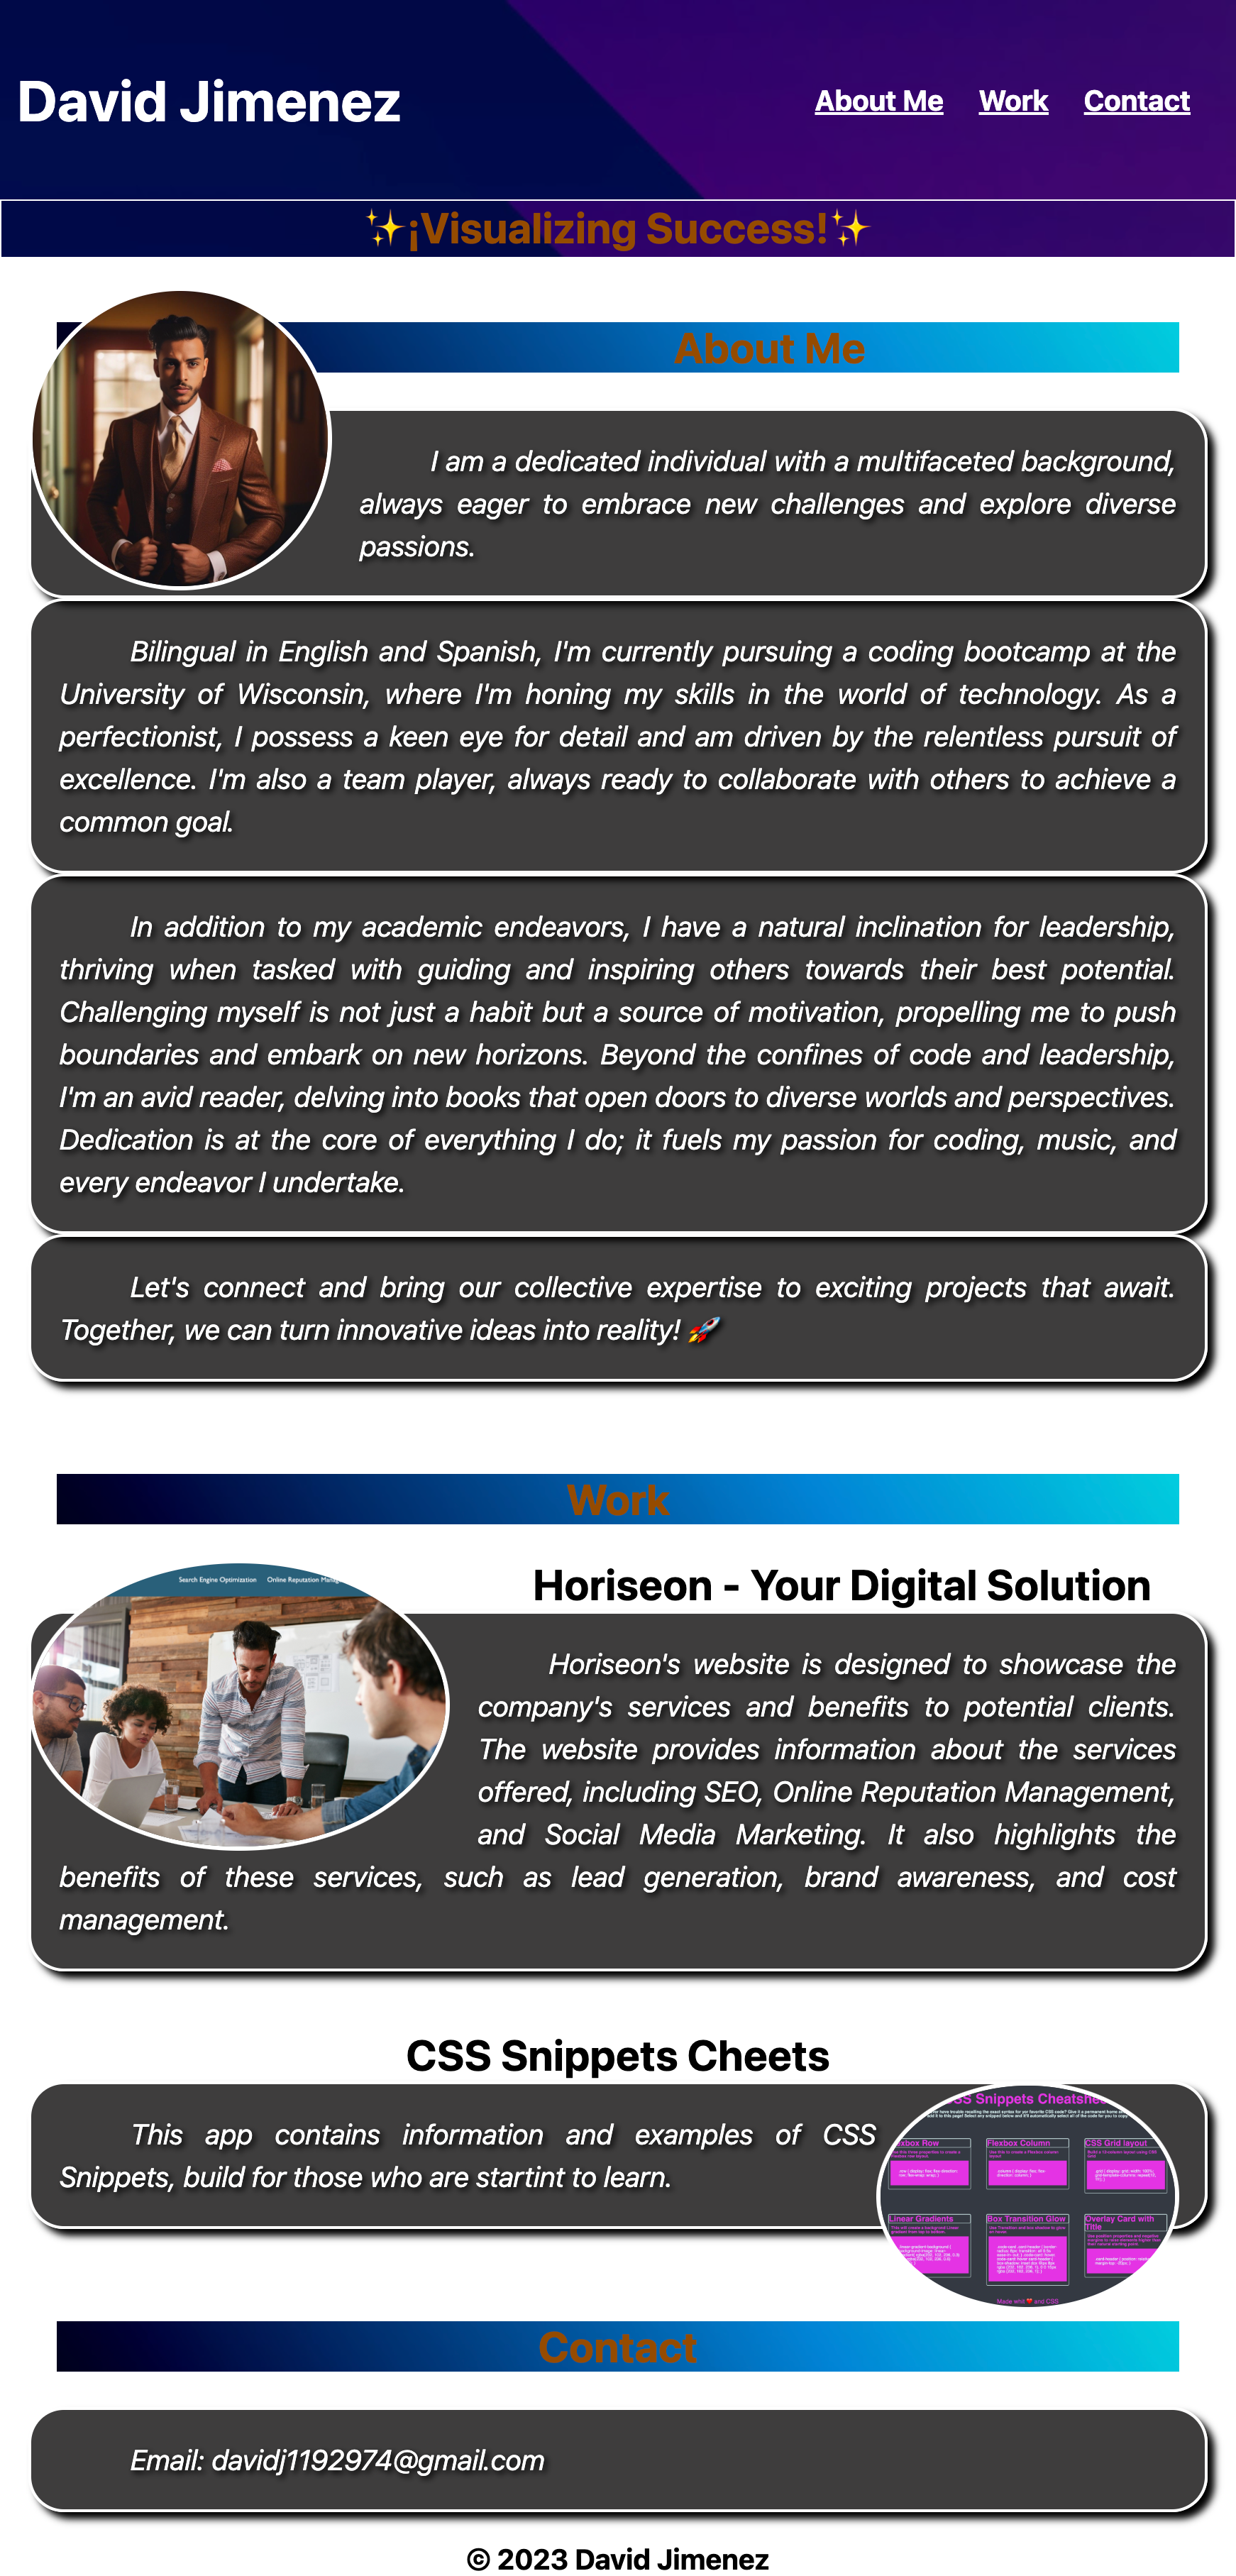 David Jimenez
About Me Work Contact
✨¡Visualizing Success!✨
About Me
I am a dedicated individual with a multifaceted background,
always eager to embrace new challenges and explore diverse
passions.
Bilingual in English and Spanish, I'm currently pursuing a coding bootcamp at the
University of Wisconsin, where I'm honing my skills in the world of technology. As a
perfectionist, I possess a keen eye for detail and am driven by the relentless pursuit of
excellence. I'm also a team player, always ready to collaborate with others to achieve a
common goal.
In addition to my academic endeavors, I have a natural inclination for leadership,
thriving when tasked with guiding and inspiring others towards their best potential.
Challenging myself is not just a habit but a source of motivation, propelling me to push
boundaries and embark on new horizons. Beyond the confines of code and leadership,
I'm an avid reader, delving into books that open doors to diverse worlds and perspectives.
Dedication is at the core of everything I do; it fuels my passion for coding, music, and
every endeavor I undertake.
Let's connect and bring our collective expertise to exciting projects that await.
Together, we can turn innovative ideas into reality! 🚀
Work
Search Engine Optimization Online Reputation
Horiseon - Your Digital Solution
Horiseon's website is designed to showcase the
company's services and benefits to potential clients.
The website provides information about the services
offered, including SEO, Online Reputation Management,
and Social Media Marketing. It also highlights the
benefits of these services, such as lead generation, brand awareness, and cost
management.
CSS Snippets Cheets
This app contains information and examples of CSS
Snippets, build for those who are startint to learn.
Snippets
Row Flexbox Column CSS Grid layout
Linear Gradients Box Transition Glow Overlay Card with
Title
Made whit ❤️ and CSS
Contact
Email: davidj1192974@gmail.com
© 2023 David Jimenez